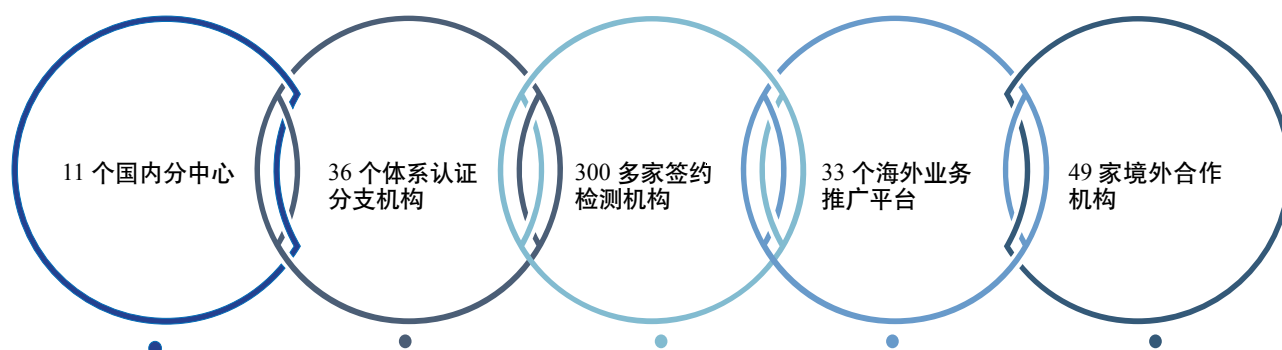 11 个国内分中心
36 个体系认证
分支机构
300 多家签约
检测机构
33 个海外业务
推广平台
49 家境外合作
机构